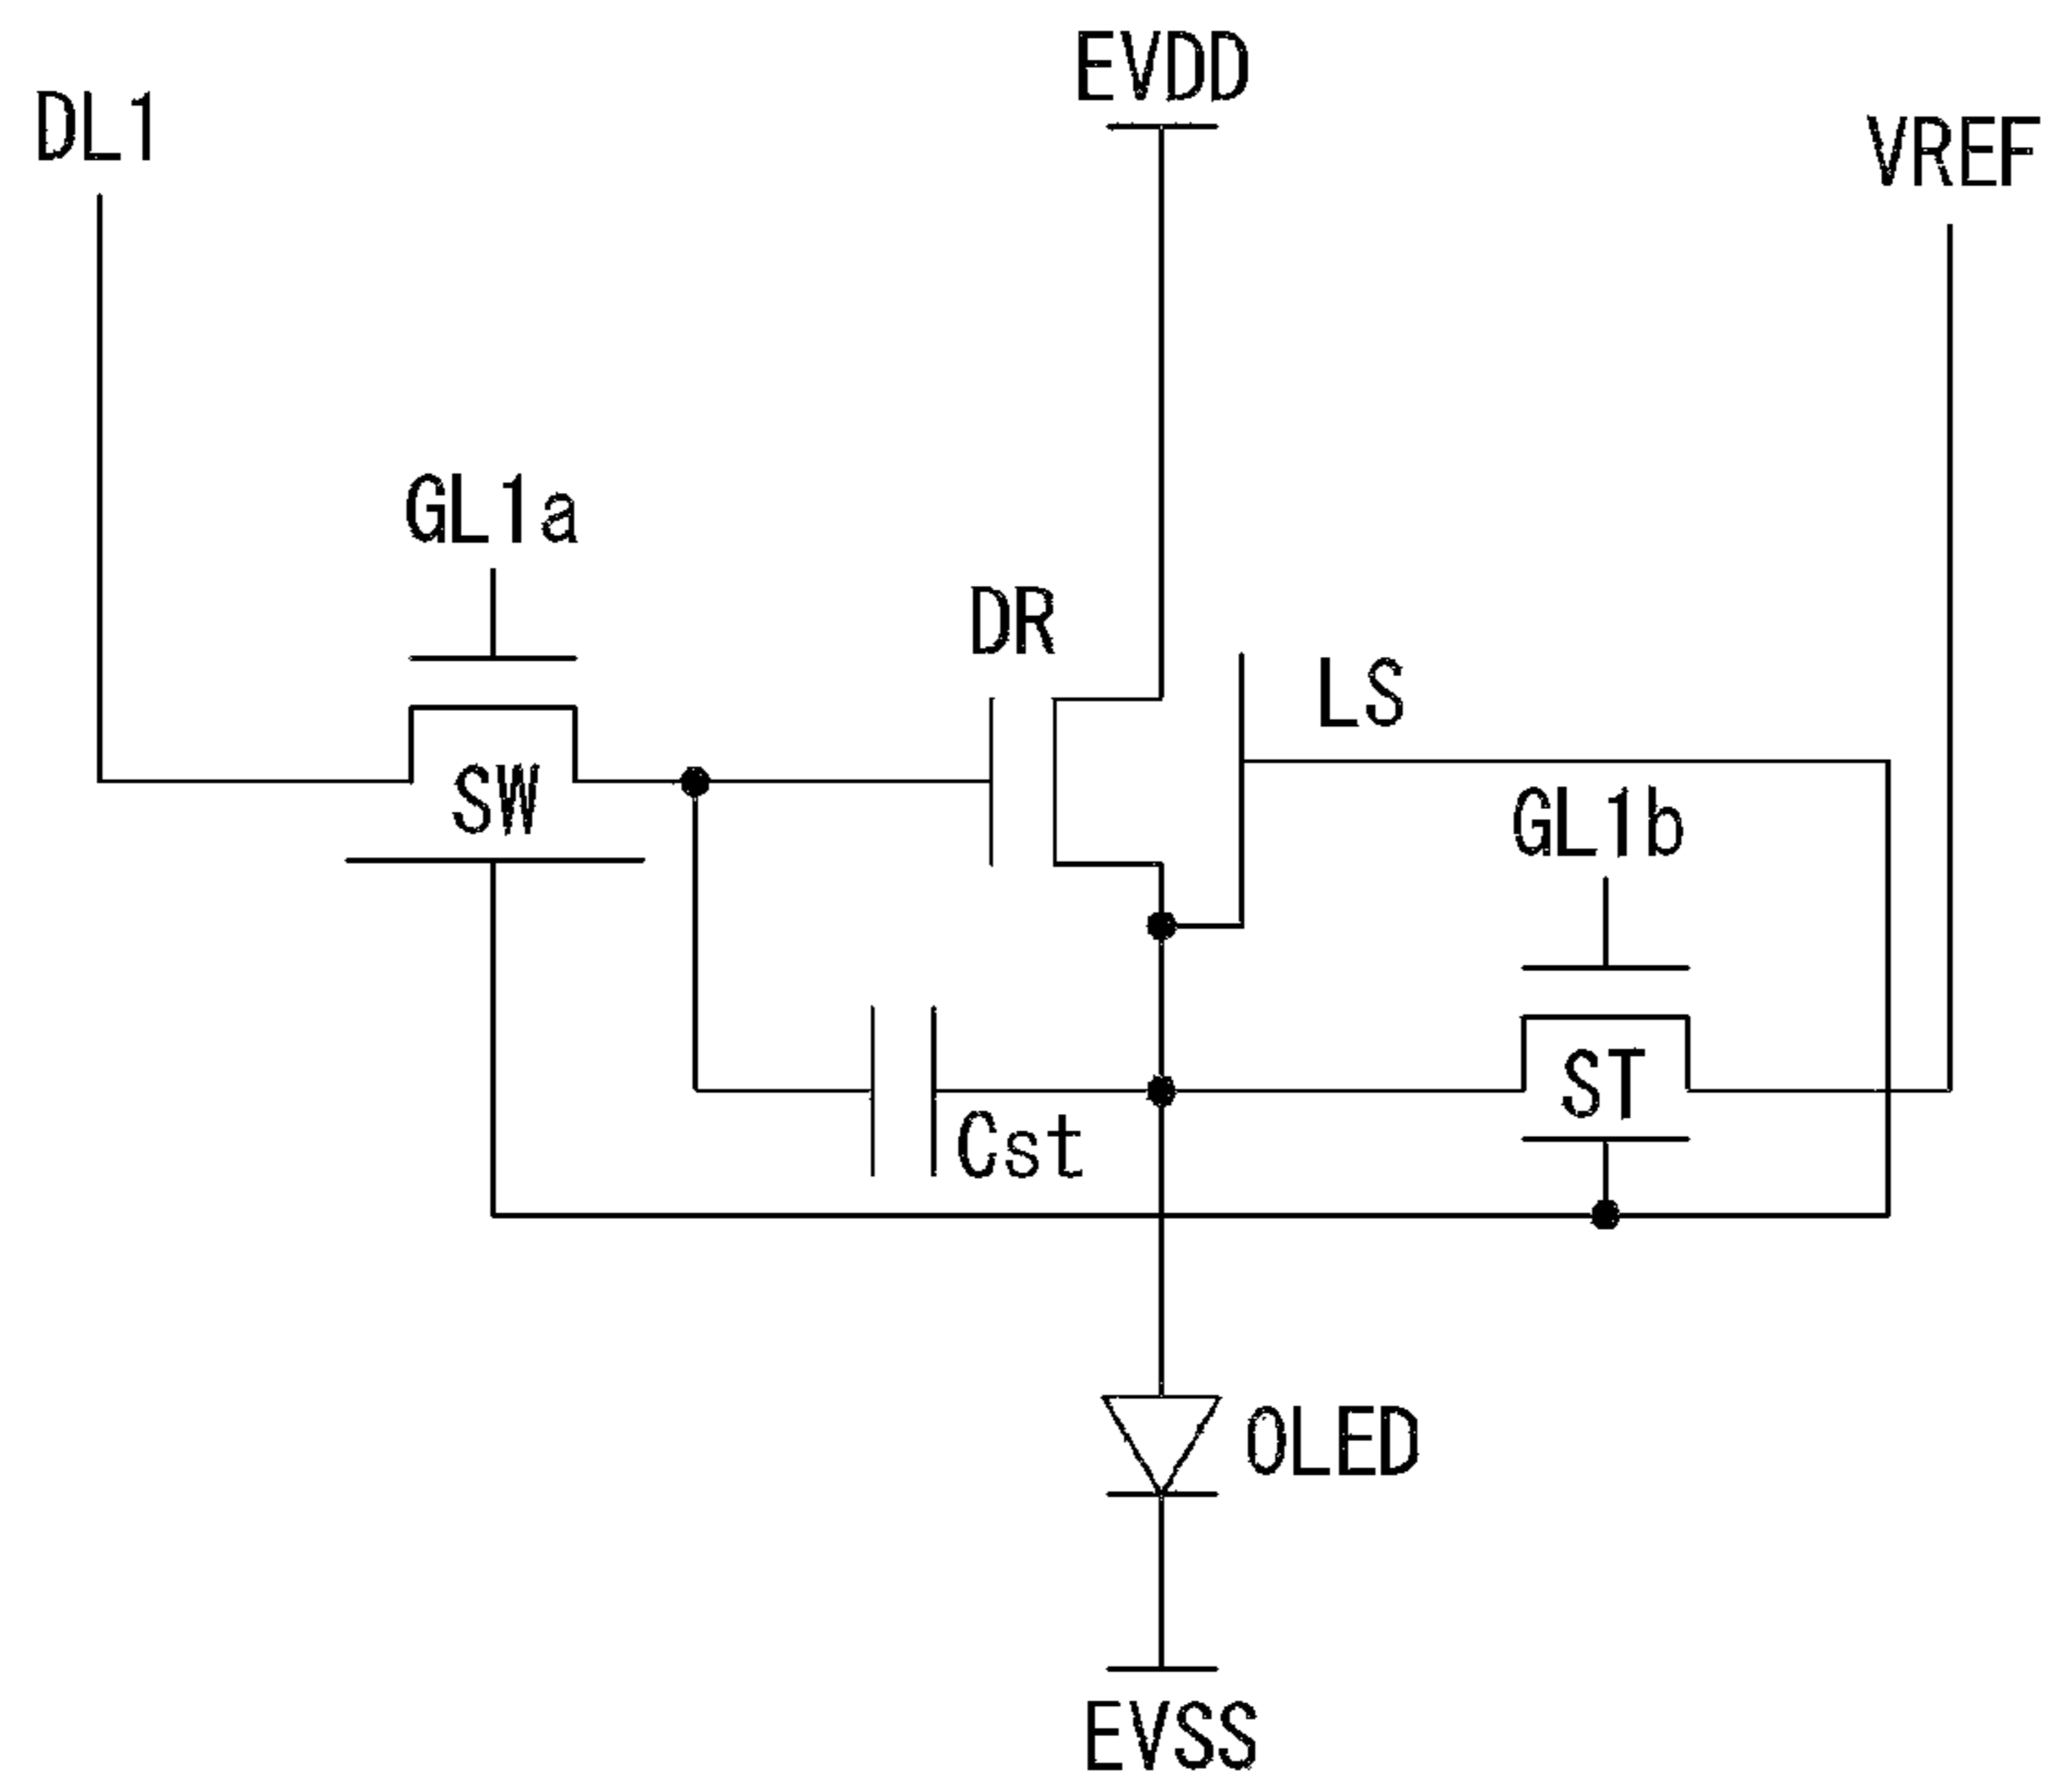 EVDD
DL1
VREF
GL1a
DR
LS
SW
GL1b
ST
Cst
OLED
EVSS